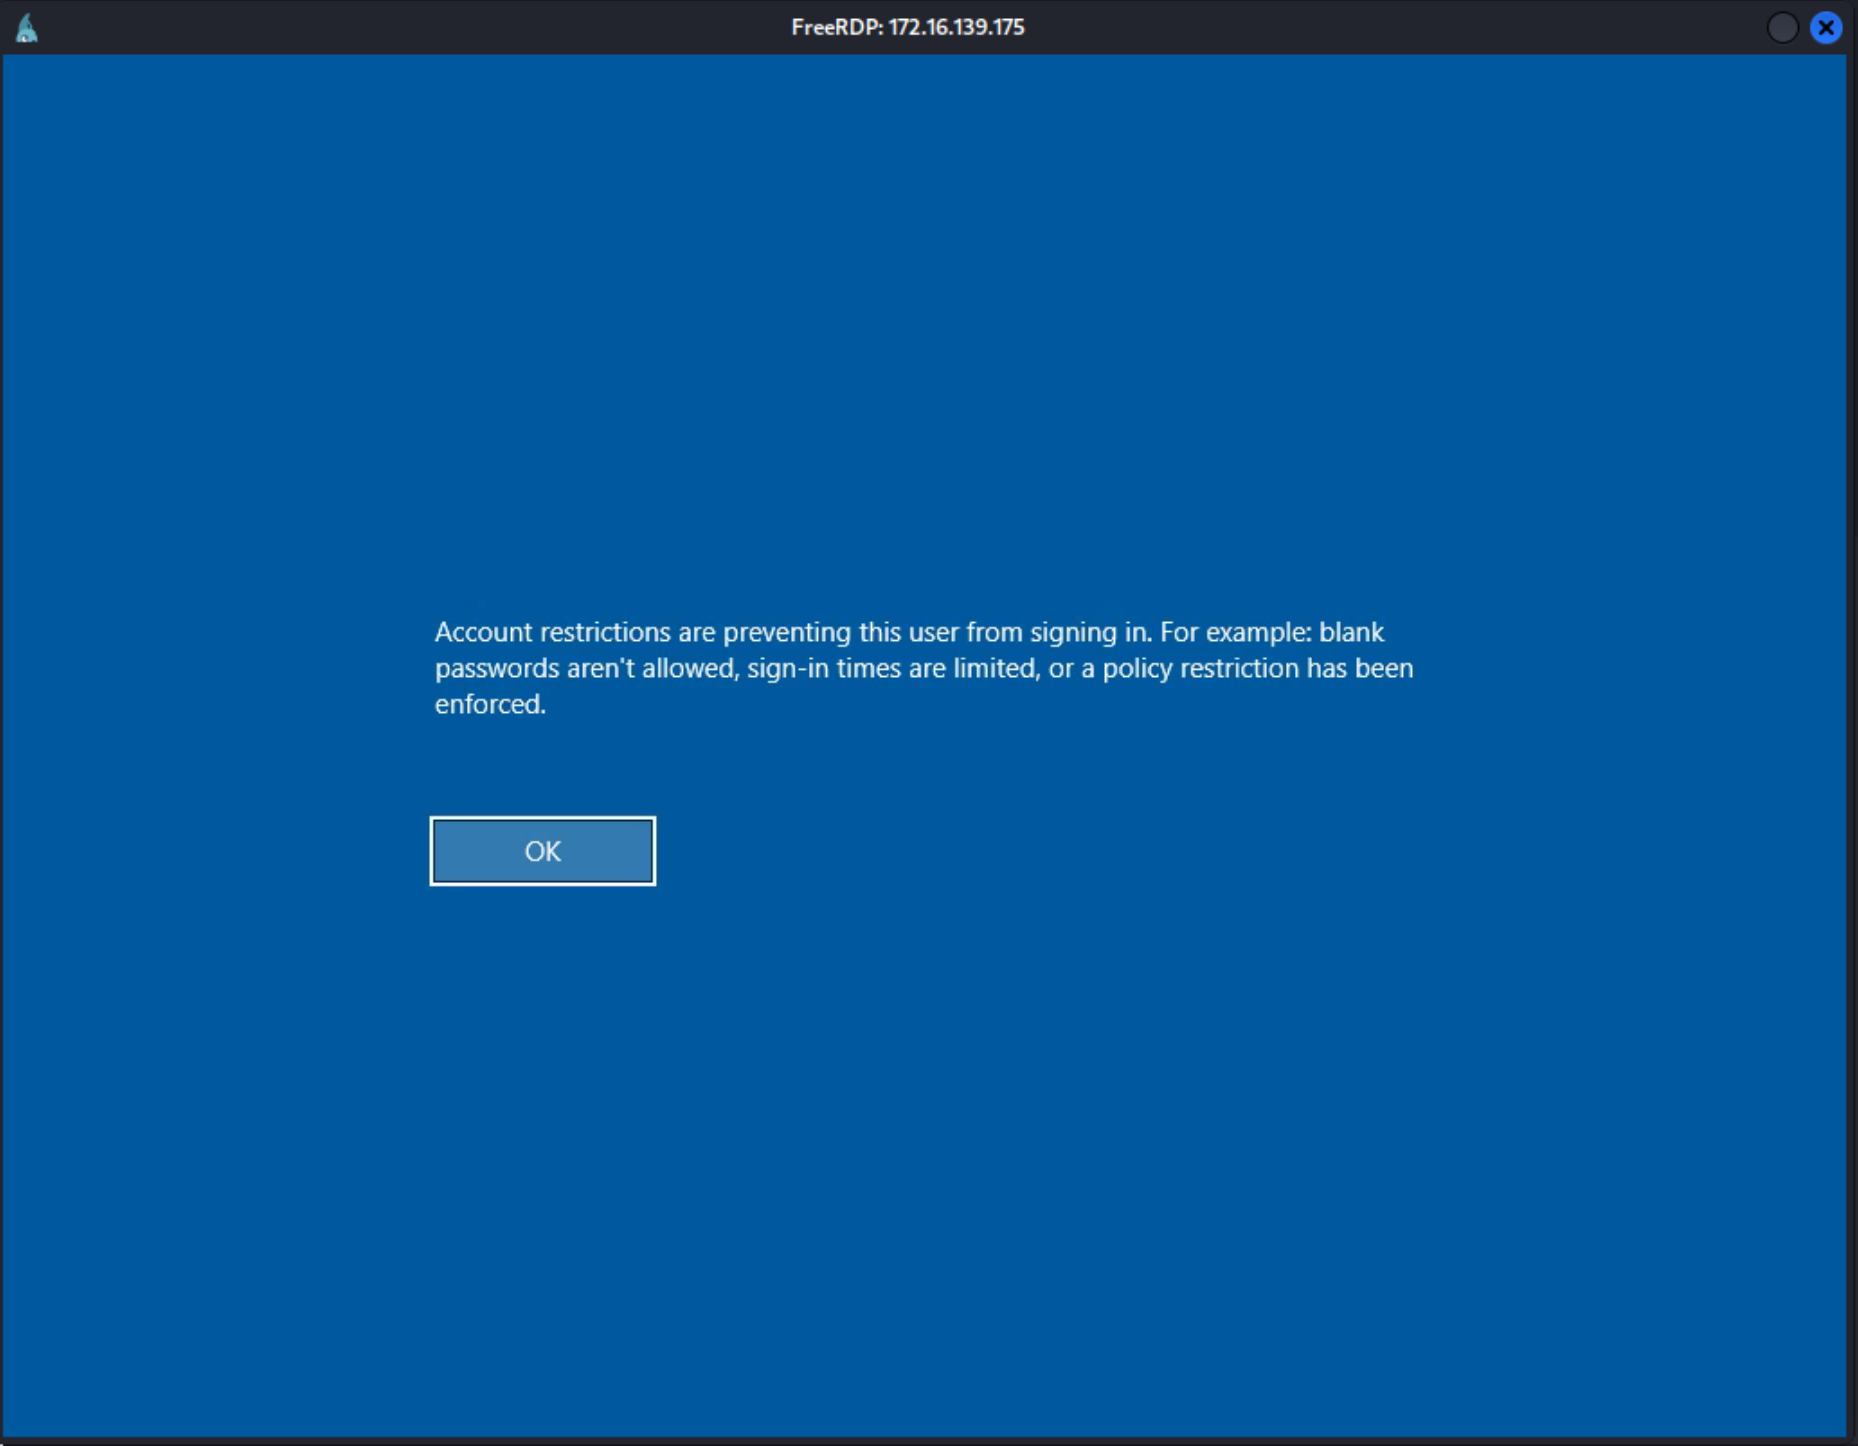 FreeRDP: 172.16.139.175
Account restrictions are preventing this user from signing in. For example: blank
passwords aren't allowed, sign-in times are limited, or a policy restriction has been
enforced.
OK